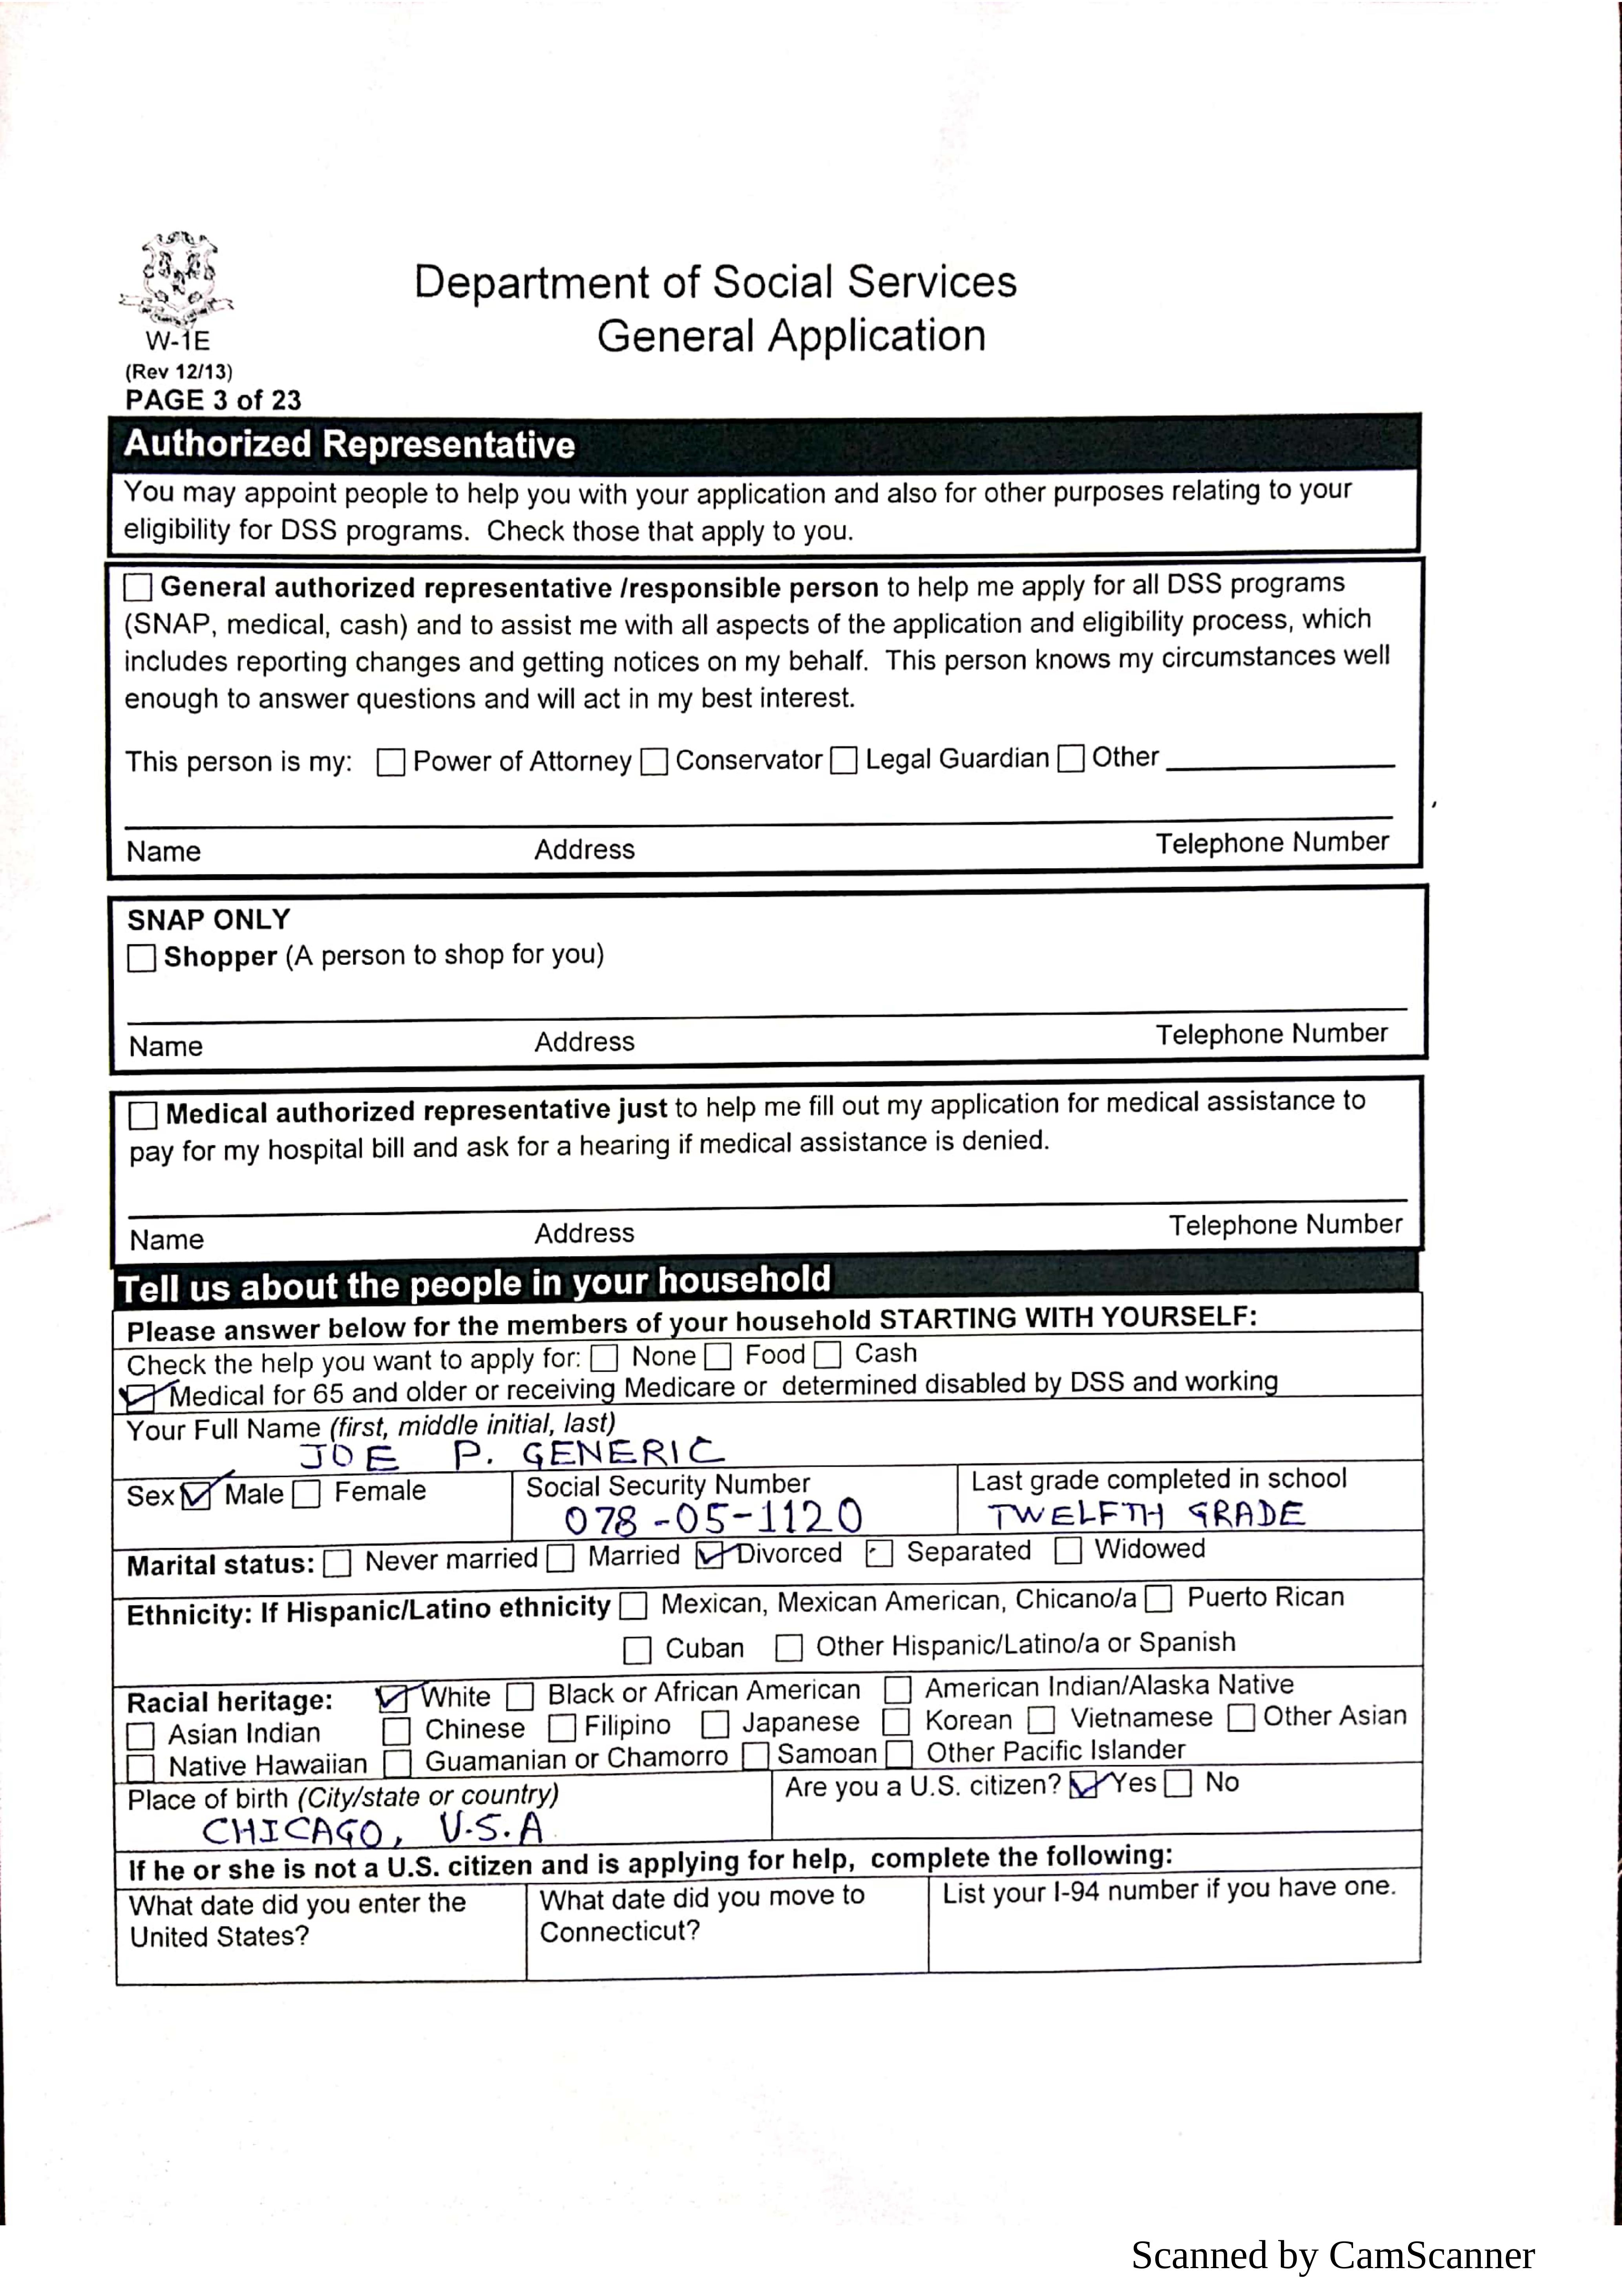 W-1E
(Rev 12/13)
PAGE 3 of 23
Department of Social Services
General Application
Authorized Representative
You may appoint people to help you with your application and also for other purposes relating to your
eligibility for DSS programs. Check those that apply to you.
☐ General authorized representative /responsible person to help me apply for all DSS programs
(SNAP, medical, cash) and to assist me with all aspects of the application and eligibility process, which
includes reporting changes and getting notices on my behalf. This person knows my circumstances well
enough to answer questions and will act in my best interest.
This person is my: ☐ Power of Attorney ☐ Conservator ☐ Legal Guardian ☐ Other
Name Address Telephone Number
SNAP ONLY
☐ Shopper (A person to shop for you)
Name Address Telephone Number
☐ Medical authorized representative just to help me fill out my application for medical assistance to
pay for my hospital bill and ask for a hearing if medical assistance is denied.
Name Address Telephone Number
Tell us about the people in your household
Please answer below for the members of your household STARTING WITH YOURSELF:
Check the help you want to apply for: ☐ None ☐ Food ☐ Cash
☑ Medical for 65 and older or receiving Medicare or determined disabled by DSS and working
Your Full Name (first, middle initial, last)
JOE P. GENERIC
Sex ☑ Male ☐ Female Social Security Number Last grade completed in school
078-05-1120 TWELFTH GRADE
Marital status: ☐ Never married ☐ Married ☑ Divorced ☐ Separated ☐ Widowed
Ethnicity: If Hispanic/Latino ethnicity ☐ Mexican, Mexican American, Chicano/a ☐ Puerto Rican
☐ Cuban ☐ Other Hispanic/Latino/a or Spanish
Racial heritage: ☑ White ☐ Black or African American ☐ American Indian/Alaska Native
☐ Asian Indian ☐ Chinese ☐ Filipino ☐ Japanese ☐ Korean ☐ Vietnamese ☐ Other Asian
☐ Native Hawaiian ☐ Guamanian or Chamorro ☐ Samoan ☐ Other Pacific Islander
Place of birth (City/state or country) Are you a U.S. citizen? ☑ Yes ☐ No
CHICAGO, U.S.A
If he or she is not a U.S. citizen and is applying for help, complete the following:
What date did you enter the What date did you move to List your I-94 number if you have one.
United States? Connecticut?
Scanned by CamScanner